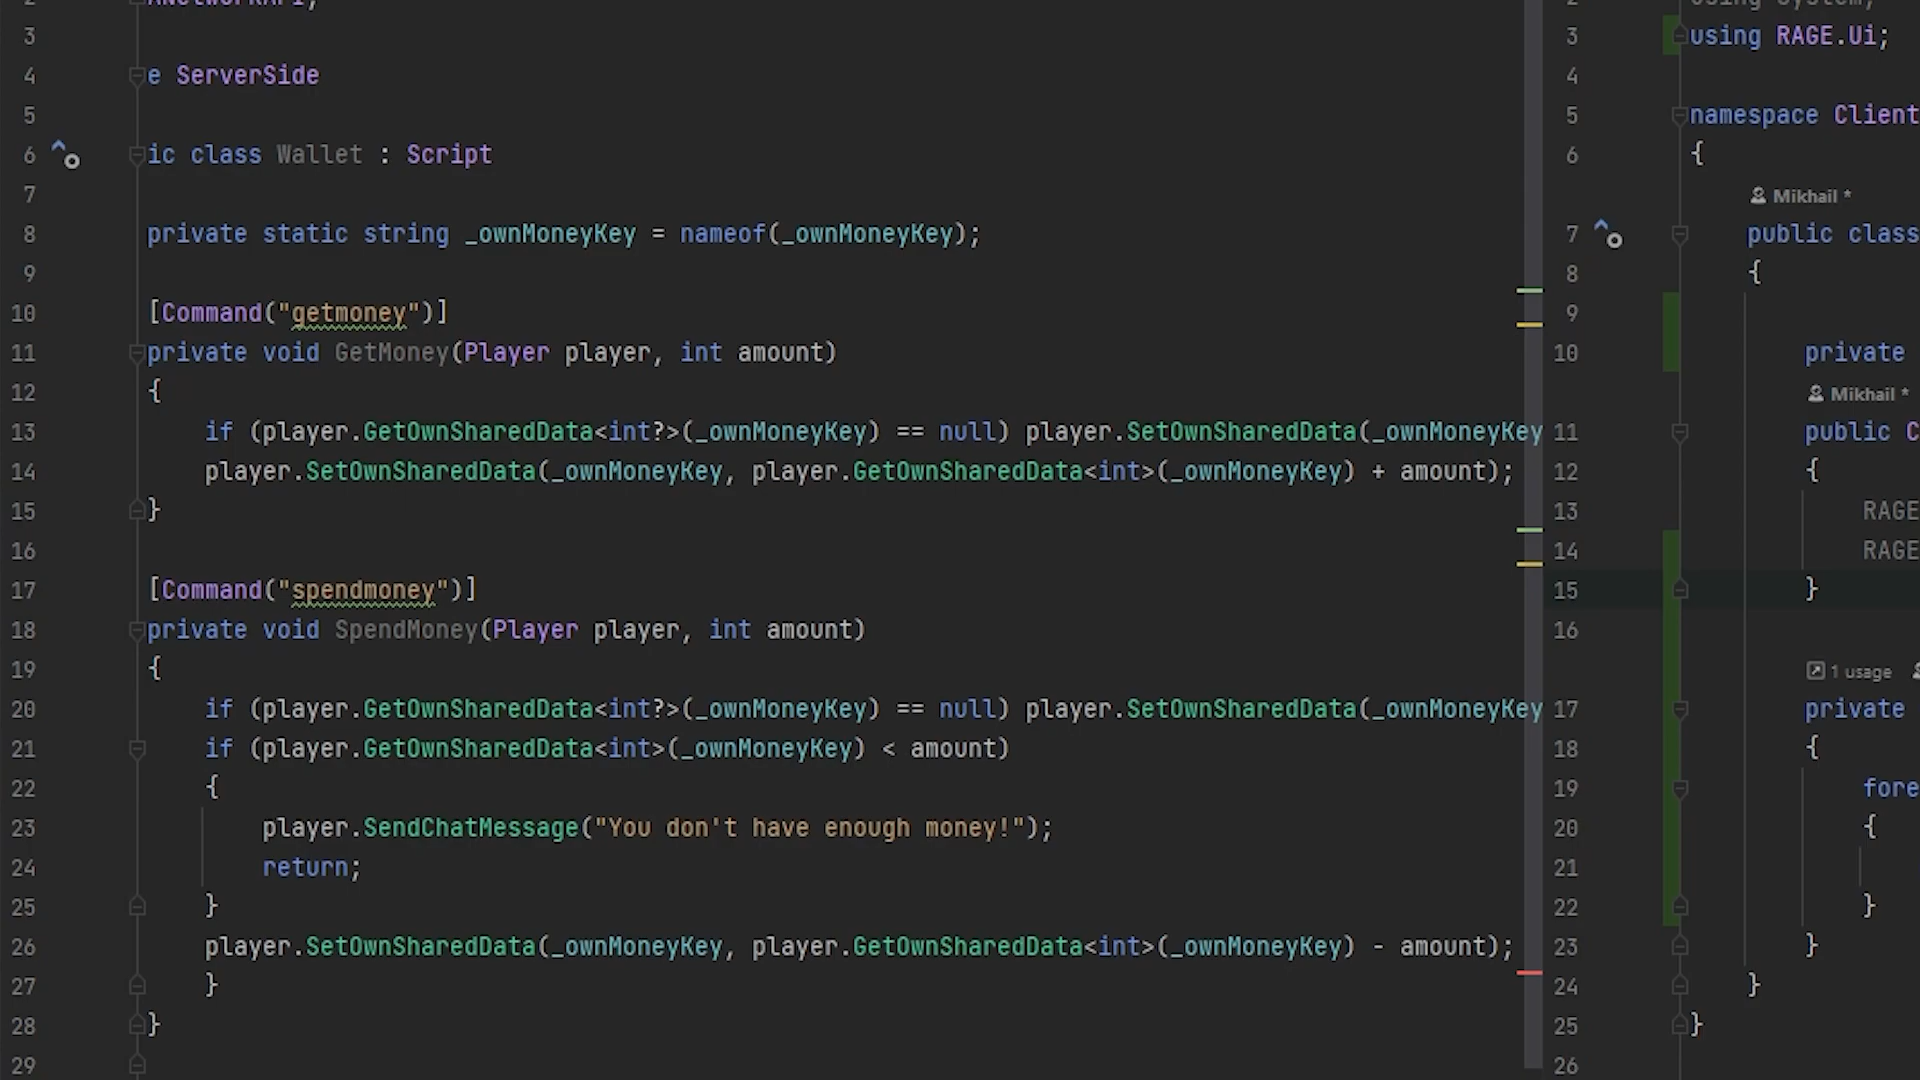 3
4 e ServerSide
5
6 ic class Wallet : Script
7
8 private static string _ownMoneyKey = nameof(_ownMoneyKey);
9
10 [Command("getmoney")]
11 private void GetMoney(Player player, int amount)
12 {
13 if (player.GetOwnSharedData<int?>(_ownMoneyKey) == null) player.SetOwnSharedData(_ownMoneyKey
14 player.SetOwnSharedData(_ownMoneyKey, player.GetOwnSharedData<int>(_ownMoneyKey) + amount);
15 }
16
17 [Command("spendmoney")]
18 private void SpendMoney(Player player, int amount)
19 {
20 if (player.GetOwnSharedData<int?>(_ownMoneyKey) == null) player.SetOwnSharedData(_ownMoneyKey
21 if (player.GetOwnSharedData<int>(_ownMoneyKey) < amount)
22 {
23 player.SendChatMessage("You don't have enough money!");
24 return;
25 }
26 player.SetOwnSharedData(_ownMoneyKey, player.GetOwnSharedData<int>(_ownMoneyKey) - amount);
27 }
28 }
29
3 using RAGE.Ui;
4
5 namespace Client
6 {
Mikhail *
7 public class
8 {
9
10 private
Mikhail *
11 public C
12 {
13 RAGE
14 RAGE
15 }
16
1 usage
17 private
18 {
19 fore
20 {
21
22 }
23 }
24 }
25 }
26